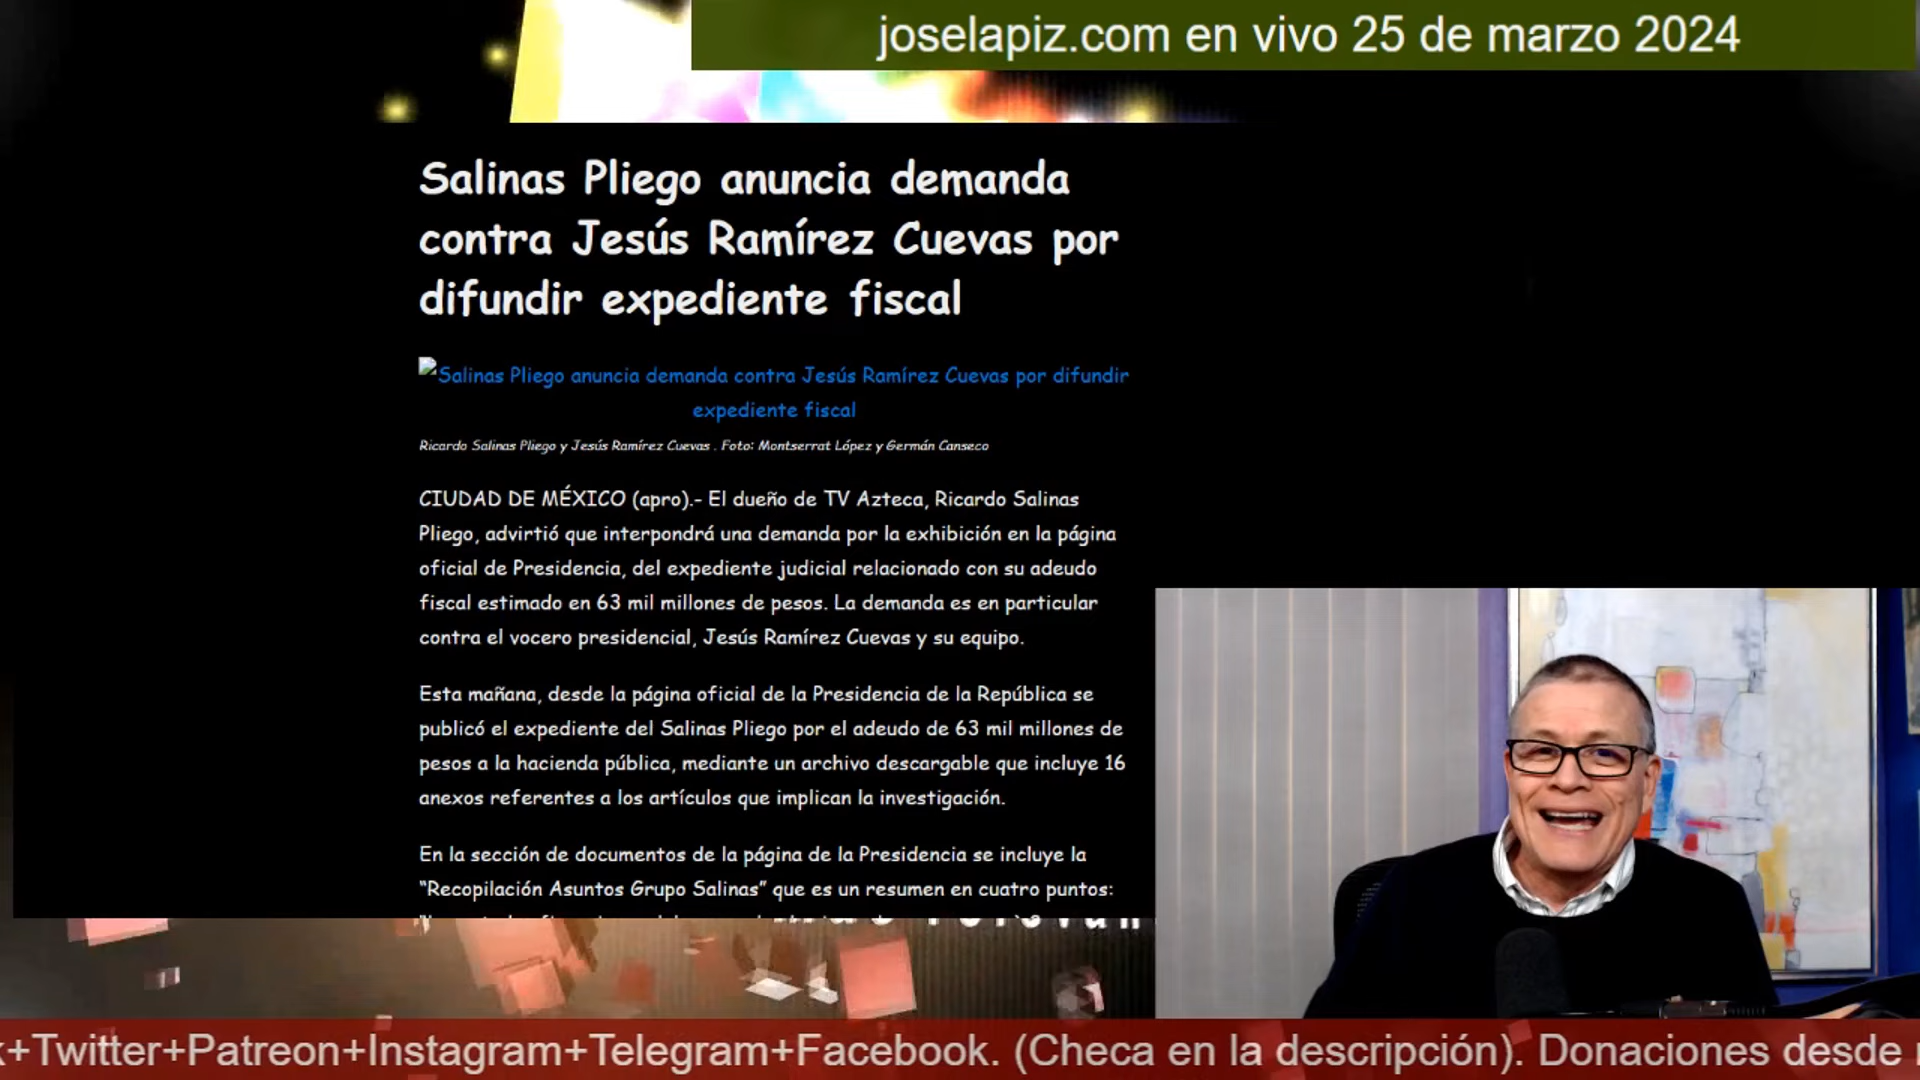 joselapiz.com en vivo 25 de marzo 2024
Salinas Pliego anuncia demanda
contra Jesús Ramírez Cuevas por
difundir expediente fiscal
Salinas Pliego anuncia demanda contra Jesús Ramírez Cuevas por difundir
expediente fiscal
Ricardo Salinas Pliego y Jesús Ramírez Cuevas . Foto: Montserrat López y Germán Canseco
CIUDAD DE MÉXICO (apro).- El dueño de TV Azteca, Ricardo Salinas
Pliego, advirtió que interpondrá una demanda por la exhibición en la página
oficial de Presidencia, del expediente judicial relacionado con su adeudo
fiscal estimado en 63 mil millones de pesos. La demanda es en particular
contra el vocero presidencial, Jesús Ramírez Cuevas y su equipo.
Esta mañana, desde la página oficial de la Presidencia de la República se
publicó el expediente del Salinas Pliego por el adeudo de 63 mil millones de
pesos a la hacienda pública, mediante un archivo descargable que incluye 16
anexos referentes a los artículos que implican la investigación.
En la sección de documentos de la página de la Presidencia se incluye la
“Recopilación Asuntos Grupo Salinas” que es un resumen en cuatro puntos:
+Twitter+Patreon+Instagram+Telegram+Facebook. (Checa en la descripción). Donaciones desde